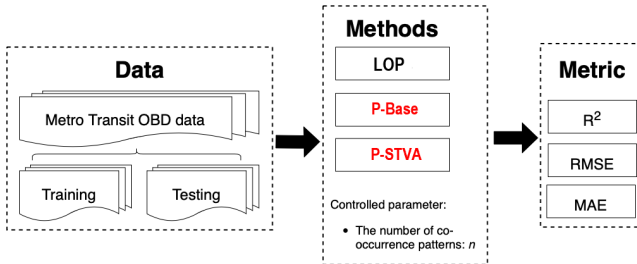 Data
Metro Transit OBD data
Training
Testing
Methods
LOP
P-Base
P-STVA
Controlled parameter:
• The number of co-
occurrence patterns: n
Metric
R²
RMSE
MAE